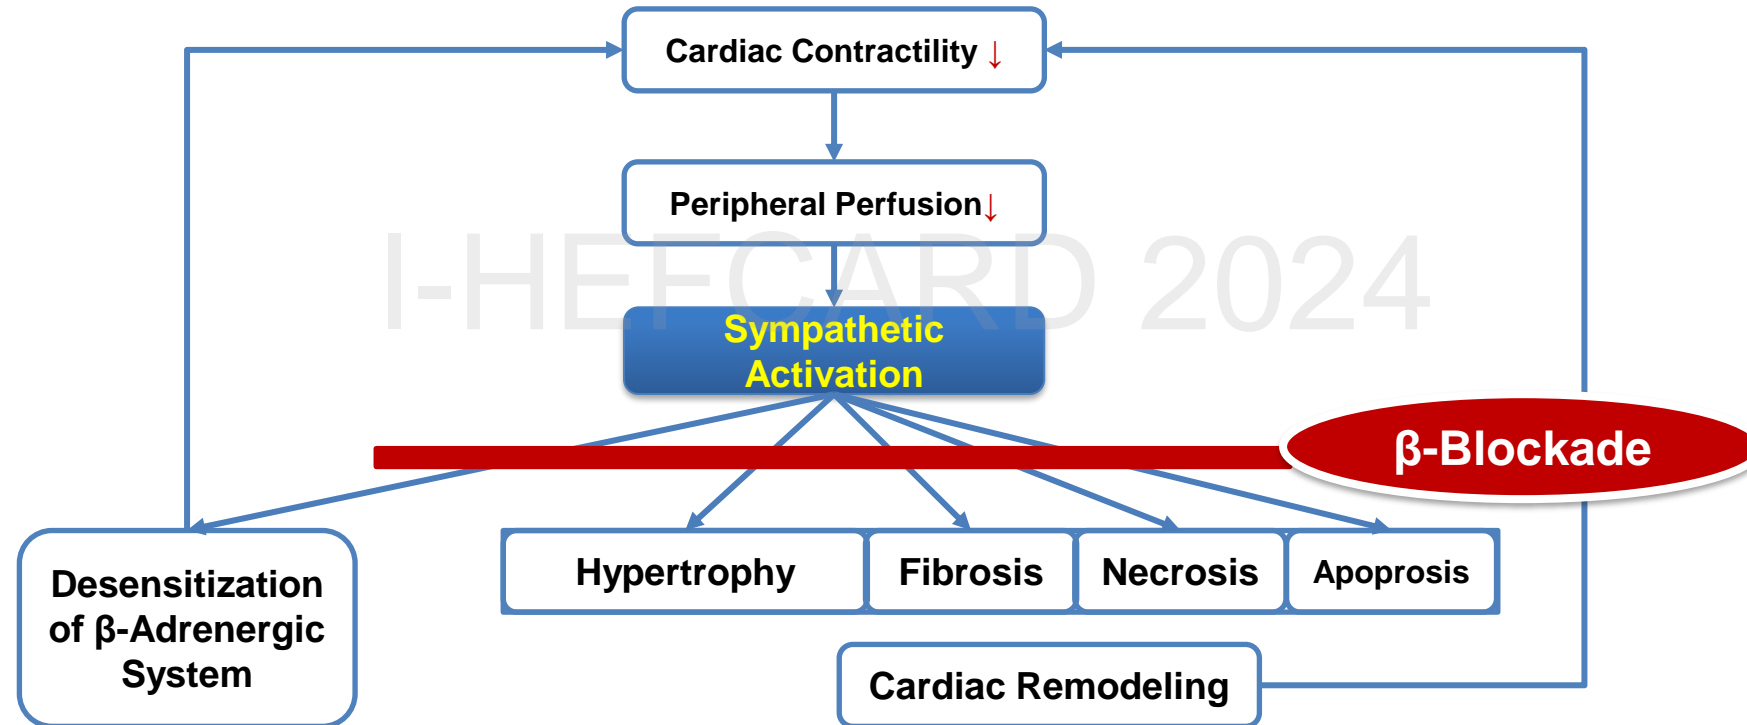 Cardiac Contractility ↓
Peripheral Perfusion↓
I-HEFCARD 2024
Sympathetic
Activation
β-Blockade
Desensitization
of β-Adrenergic
System
Hypertrophy
Fibrosis
Necrosis
Apoprosis
Cardiac Remodeling